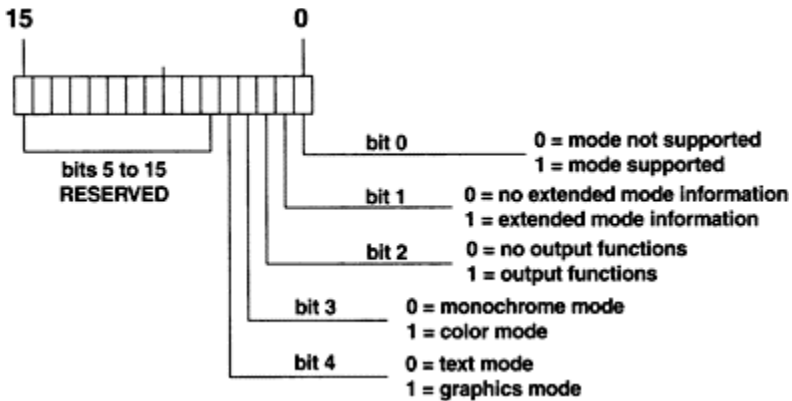 15 0
bit 0 0 = mode not supported
1 = mode supported
bits 5 to 15
RESERVED
bit 1 0 = no extended mode information
1 = extended mode information
bit 2 0 = no output functions
1 = output functions
bit 3 0 = monochrome mode
1 = color mode
bit 4 0 = text mode
1 = graphics mode